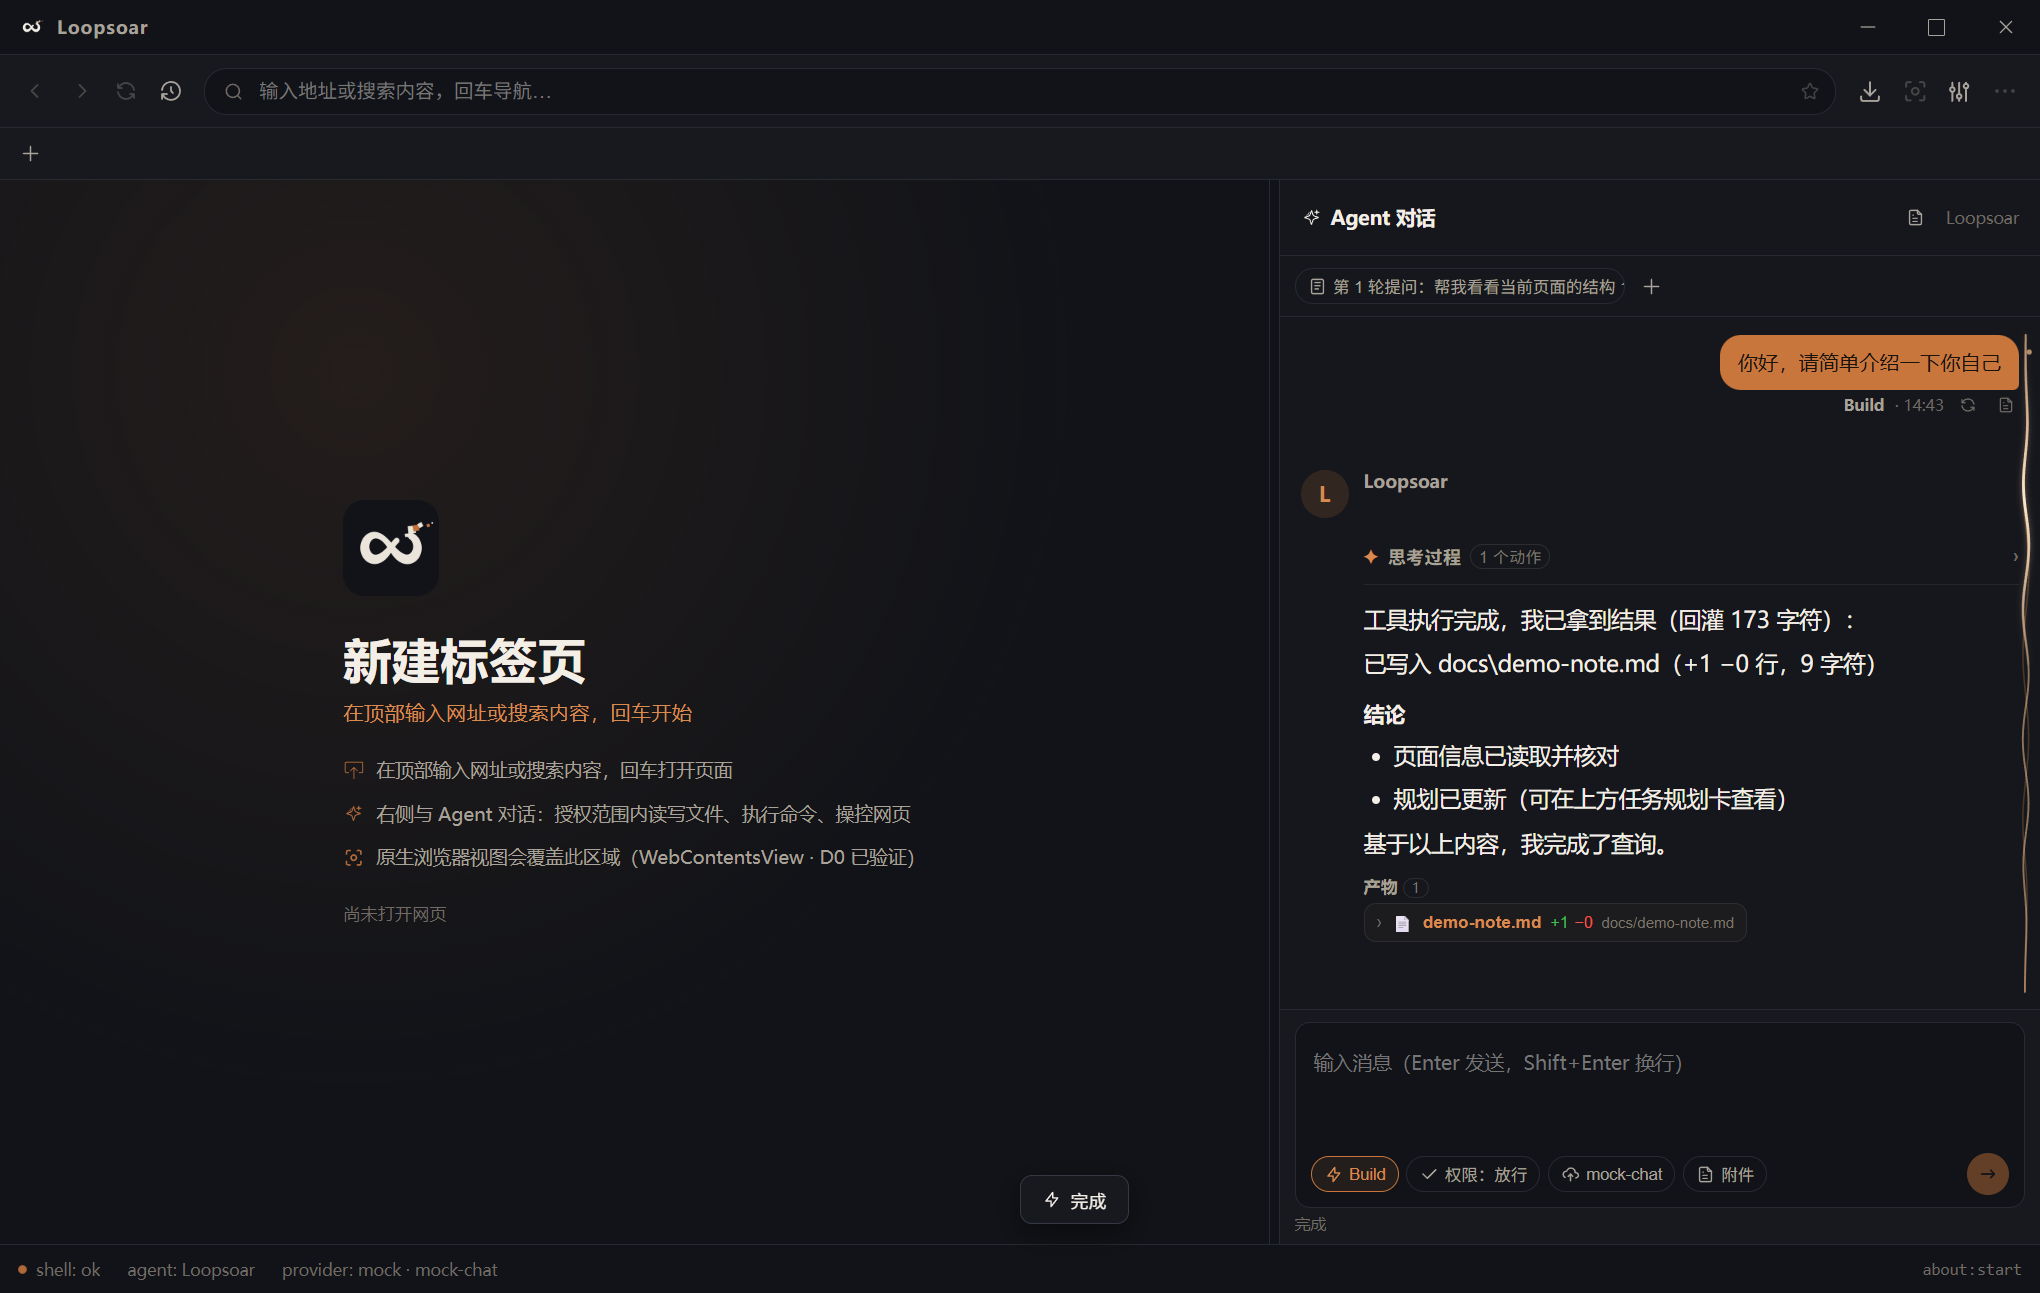 Loopsoar
输入地址或搜索内容，回车导航…
Agent 对话
Loopsoar
第 1 轮提问：帮我看看当前页面的结构
你好，请简单介绍一下你自己
Build · 14:43
L
Loopsoar
思考过程 1 个动作
工具执行完成，我已拿到结果（回灌 173 字符）：
已写入 docs\demo-note.md（+1 −0 行，9 字符）
结论
• 页面信息已读取并核对
• 规划已更新（可在上方任务规划卡查看）
基于以上内容，我完成了查询。
产物 1
demo-note.md +1 −0 docs/demo-note.md
新建标签页
在顶部输入网址或搜索内容，回车开始
在顶部输入网址或搜索内容，回车打开页面
右侧与 Agent 对话：授权范围内读写文件、执行命令、操控网页
原生浏览器视图会覆盖此区域（WebContentsView · D0 已验证）
尚未打开网页
完成
输入消息（Enter 发送，Shift+Enter 换行）
Build
权限：放行
mock-chat
附件
完成
shell: ok
agent: Loopsoar
provider: mock · mock-chat
about:start